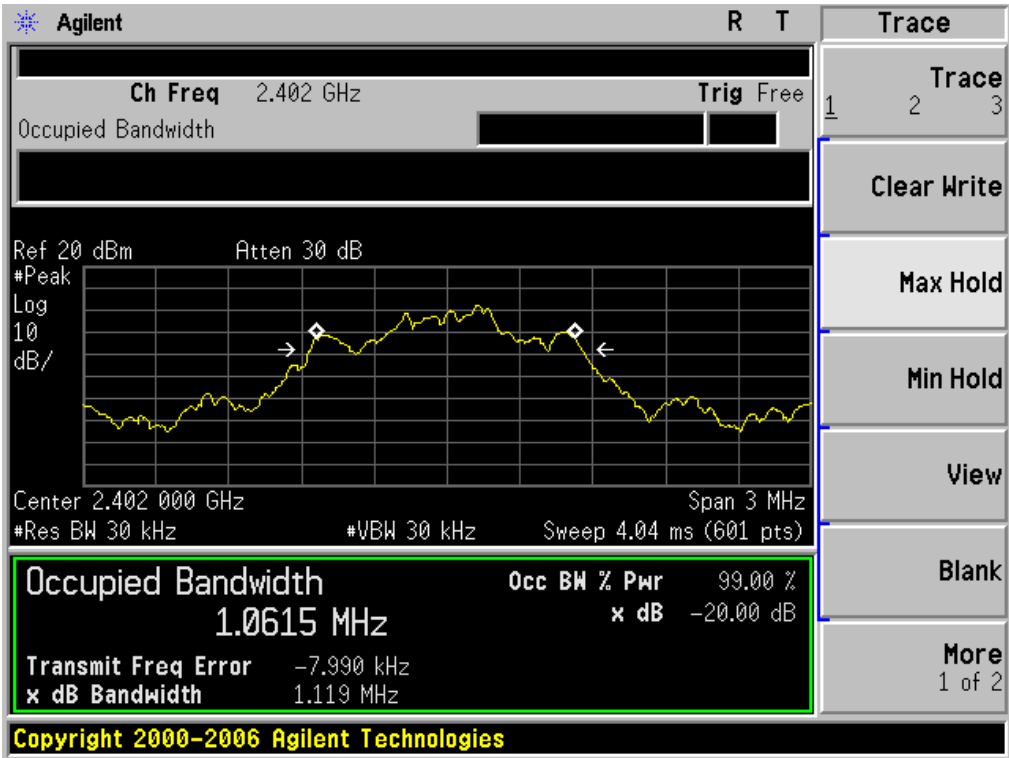 Agilent R T
Ch Freq 2.402 GHz Trig Free
Occupied Bandwidth
Ref 20 dBm Atten 30 dB
#Peak
Log
10
dB/
Center 2.402 000 GHz Span 3 MHz
#Res BW 30 kHz #VBW 30 kHz Sweep 4.04 ms (601 pts)
Occupied Bandwidth
1.0615 MHz
Occ BW % Pwr 99.00 %
x dB -20.00 dB
Transmit Freq Error -7.990 kHz
x dB Bandwidth 1.119 MHz
Copyright 2000-2006 Agilent Technologies
Trace
Trace
1 2 3
Clear Write
Max Hold
Min Hold
View
Blank
More
1 of 2